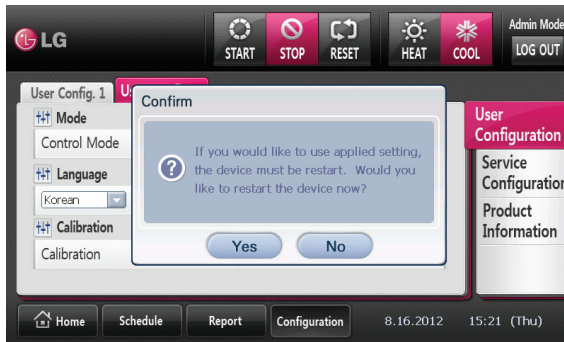 LG
START
STOP
RESET
HEAT
COOL
Admin Mode
LOG OUT
User Config. 1
U
Confirm
If you would like to use applied setting,
the device must be restart. Would you
like to restart the device now?
Yes
No
Mode
Control Mode
Language
Korean
Calibration
Calibration
User
Configuration
Service
Configuration
Product
Information
Home
Schedule
Report
Configuration
8.16.2012
15:21 (Thu)